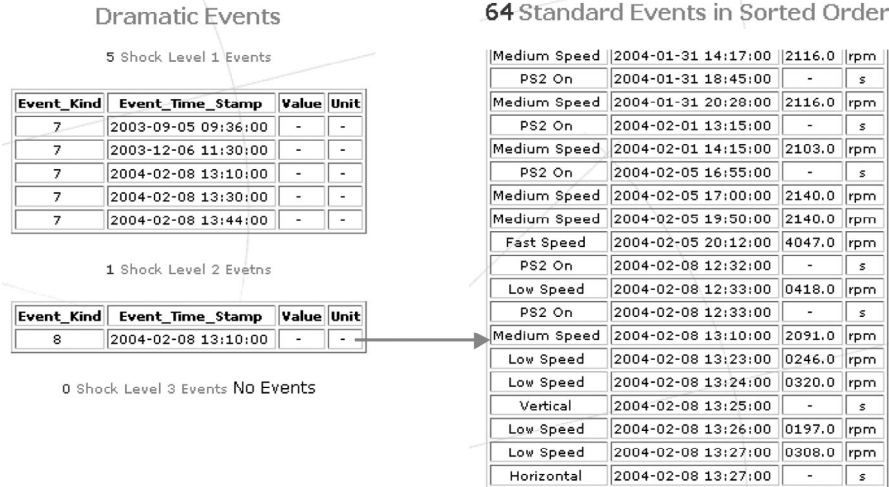 Dramatic Events
5 Shock Level 1 Events
Event_Kind Event_Time_Stamp Value Unit
7 2003-09-05 09:36:00 - -
7 2003-12-06 11:30:00 - -
7 2004-02-08 13:10:00 - -
7 2004-02-08 13:30:00 - -
7 2004-02-08 13:44:00 - -
1 Shock Level 2 Evetns
Event_Kind Event_Time_Stamp Value Unit
8 2004-02-08 13:10:00 - -
0 Shock Level 3 Events No Events
64 Standard Events in Sorted Order
Medium Speed 2004-01-31 14:17:00 2116.0 rpm
PS2 On 2004-01-31 18:45:00 - s
Medium Speed 2004-01-31 20:28:00 2116.0 rpm
PS2 On 2004-02-01 13:15:00 - s
Medium Speed 2004-02-01 14:15:00 2103.0 rpm
PS2 On 2004-02-05 16:55:00 - s
Medium Speed 2004-02-05 17:00:00 2140.0 rpm
Medium Speed 2004-02-05 19:50:00 2140.0 rpm
Fast Speed 2004-02-05 20:12:00 4047.0 rpm
PS2 On 2004-02-08 12:32:00 - s
Low Speed 2004-02-08 12:33:00 0418.0 rpm
PS2 On 2004-02-08 12:33:00 - s
Medium Speed 2004-02-08 13:10:00 2091.0 rpm
Low Speed 2004-02-08 13:23:00 0246.0 rpm
Low Speed 2004-02-08 13:24:00 0320.0 rpm
Vertical 2004-02-08 13:25:00 - s
Low Speed 2004-02-08 13:26:00 0197.0 rpm
Low Speed 2004-02-08 13:27:00 0308.0 rpm
Horizontal 2004-02-08 13:27:00 - s